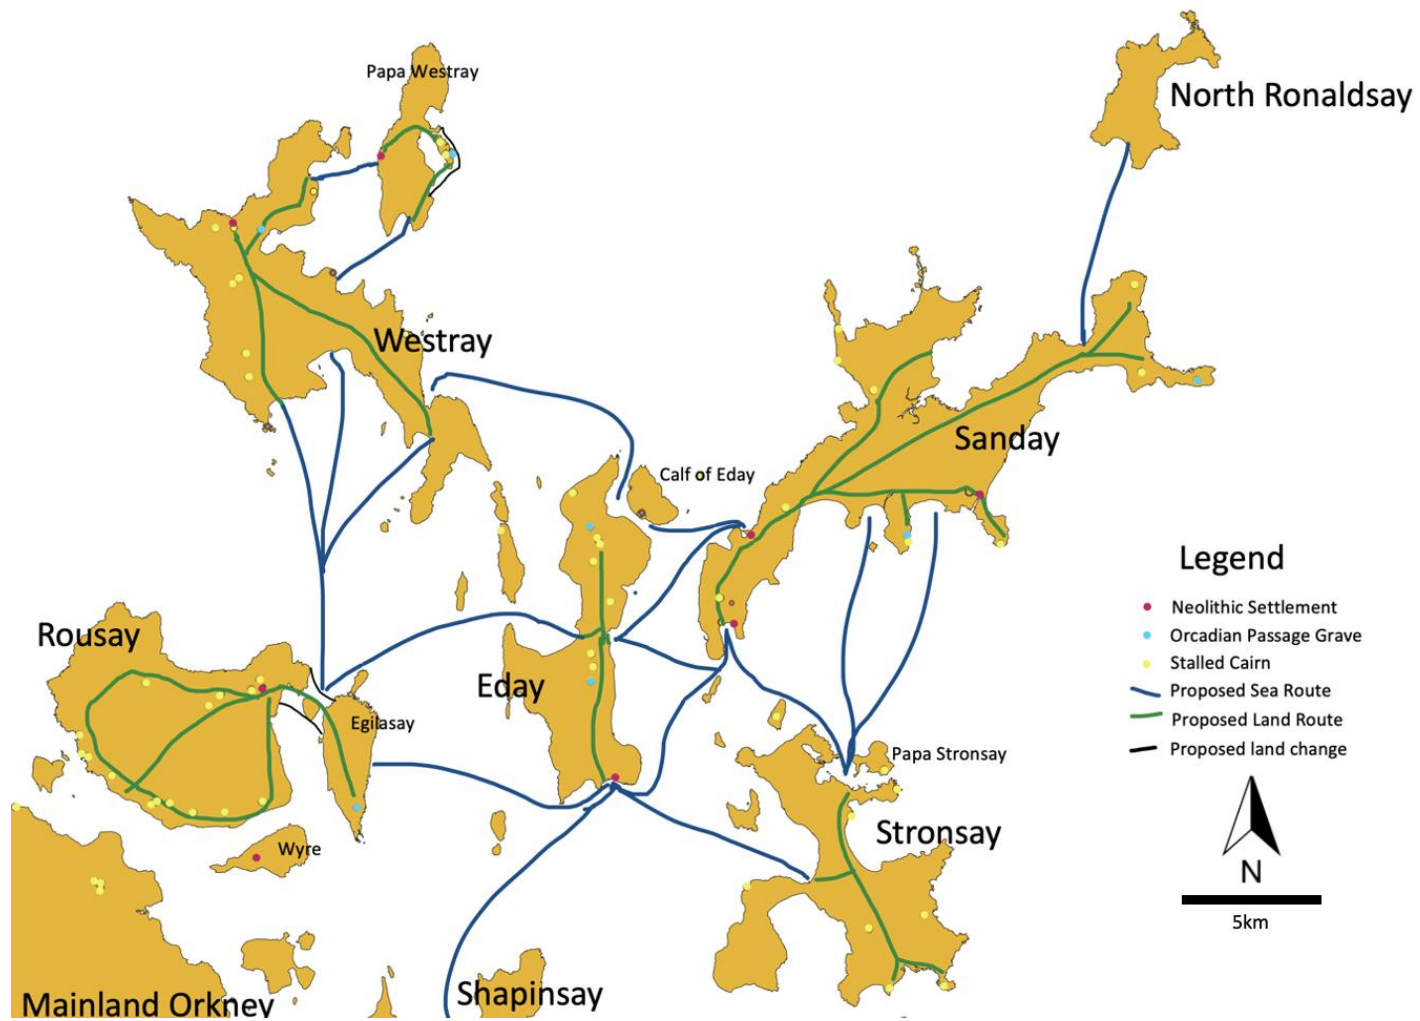 Papa Westray
North Ronaldsay
Westray
Sanday
Calf of Eday
Legend
Neolithic Settlement
Orcadian Passage Grave
Stalled Cairn
Proposed Sea Route
Proposed Land Route
Proposed land change
Rousay
Eday
Egilasay
Papa Stronsay
Stronsay
Wyre
N
5km
Shapinsay
Mainland Orkney